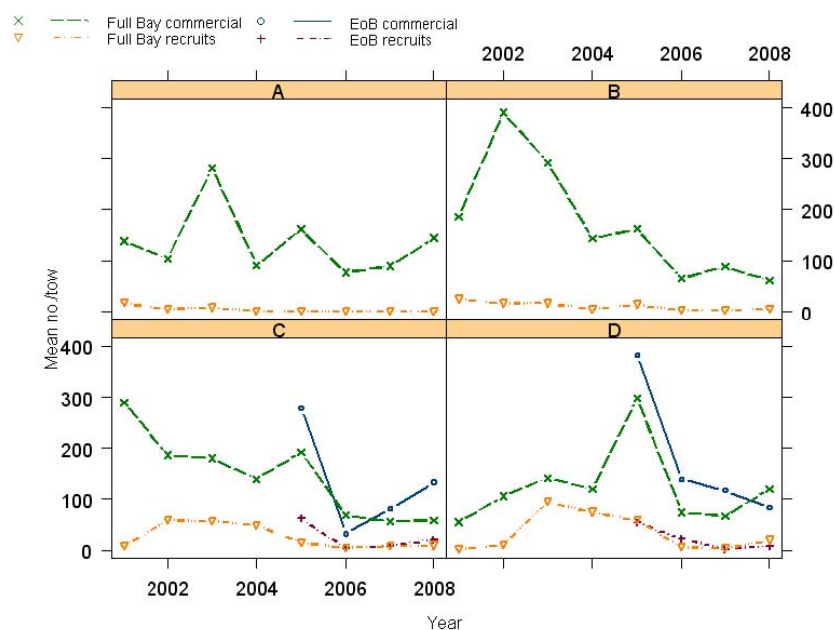 Full Bay commercial EoB commercial
Full Bay recruits EoB recruits
2002 2004 2006 2008
A B
400
300
200
100
0
Mean no./tow
C D
400
300
200
100
0
2002 2004 2006 2008
Year